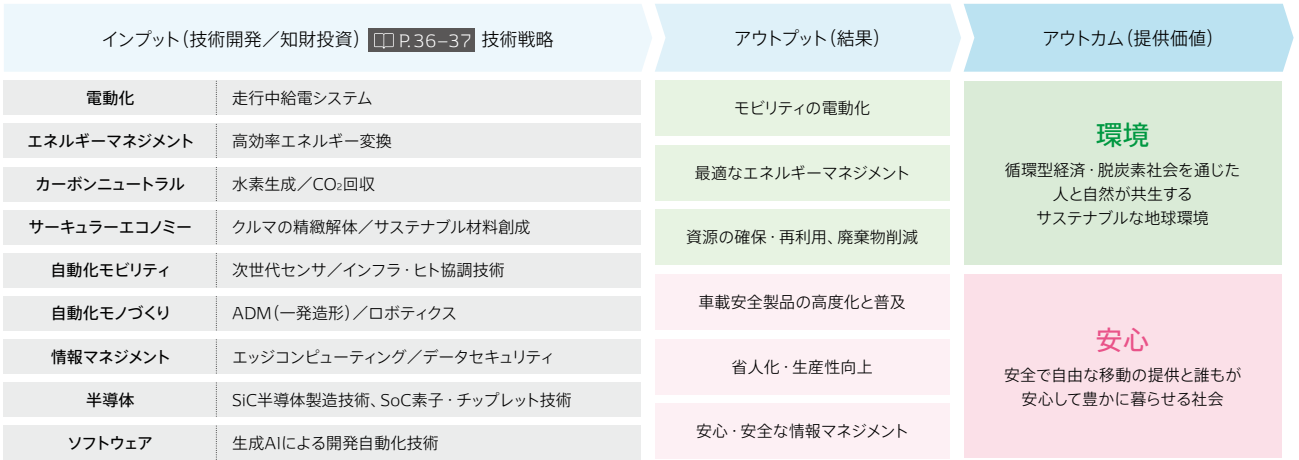 インプット（技術開発／知財投資） P.36–37 技術戦略
アウトプット（結果）
アウトカム（提供価値）
電動化 走行中給電システム
エネルギーマネジメント 高効率エネルギー変換
カーボンニュートラル 水素生成／CO₂回収
サーキュラーエコノミー クルマの精緻解体／サステナブル材料創成
自動化モビリティ 次世代センサ／インフラ・ヒト協調技術
自動化モノづくり ADM（一発造形）／ロボティクス
情報マネジメント エッジコンピューティング／データセキュリティ
半導体 SiC半導体製造技術、SoC素子・チップレット技術
ソフトウェア 生成AIによる開発自動化技術
モビリティの電動化
最適なエネルギーマネジメント
資源の確保・再利用、廃棄物削減
車載安全製品の高度化と普及
省人化・生産性向上
安心・安全な情報マネジメント
環境
循環型経済・脱炭素社会を通じた
人と自然が共生する
サステナブルな地球環境
安心
安全で自由な移動の提供と誰もが
安心して豊かに暮らせる社会